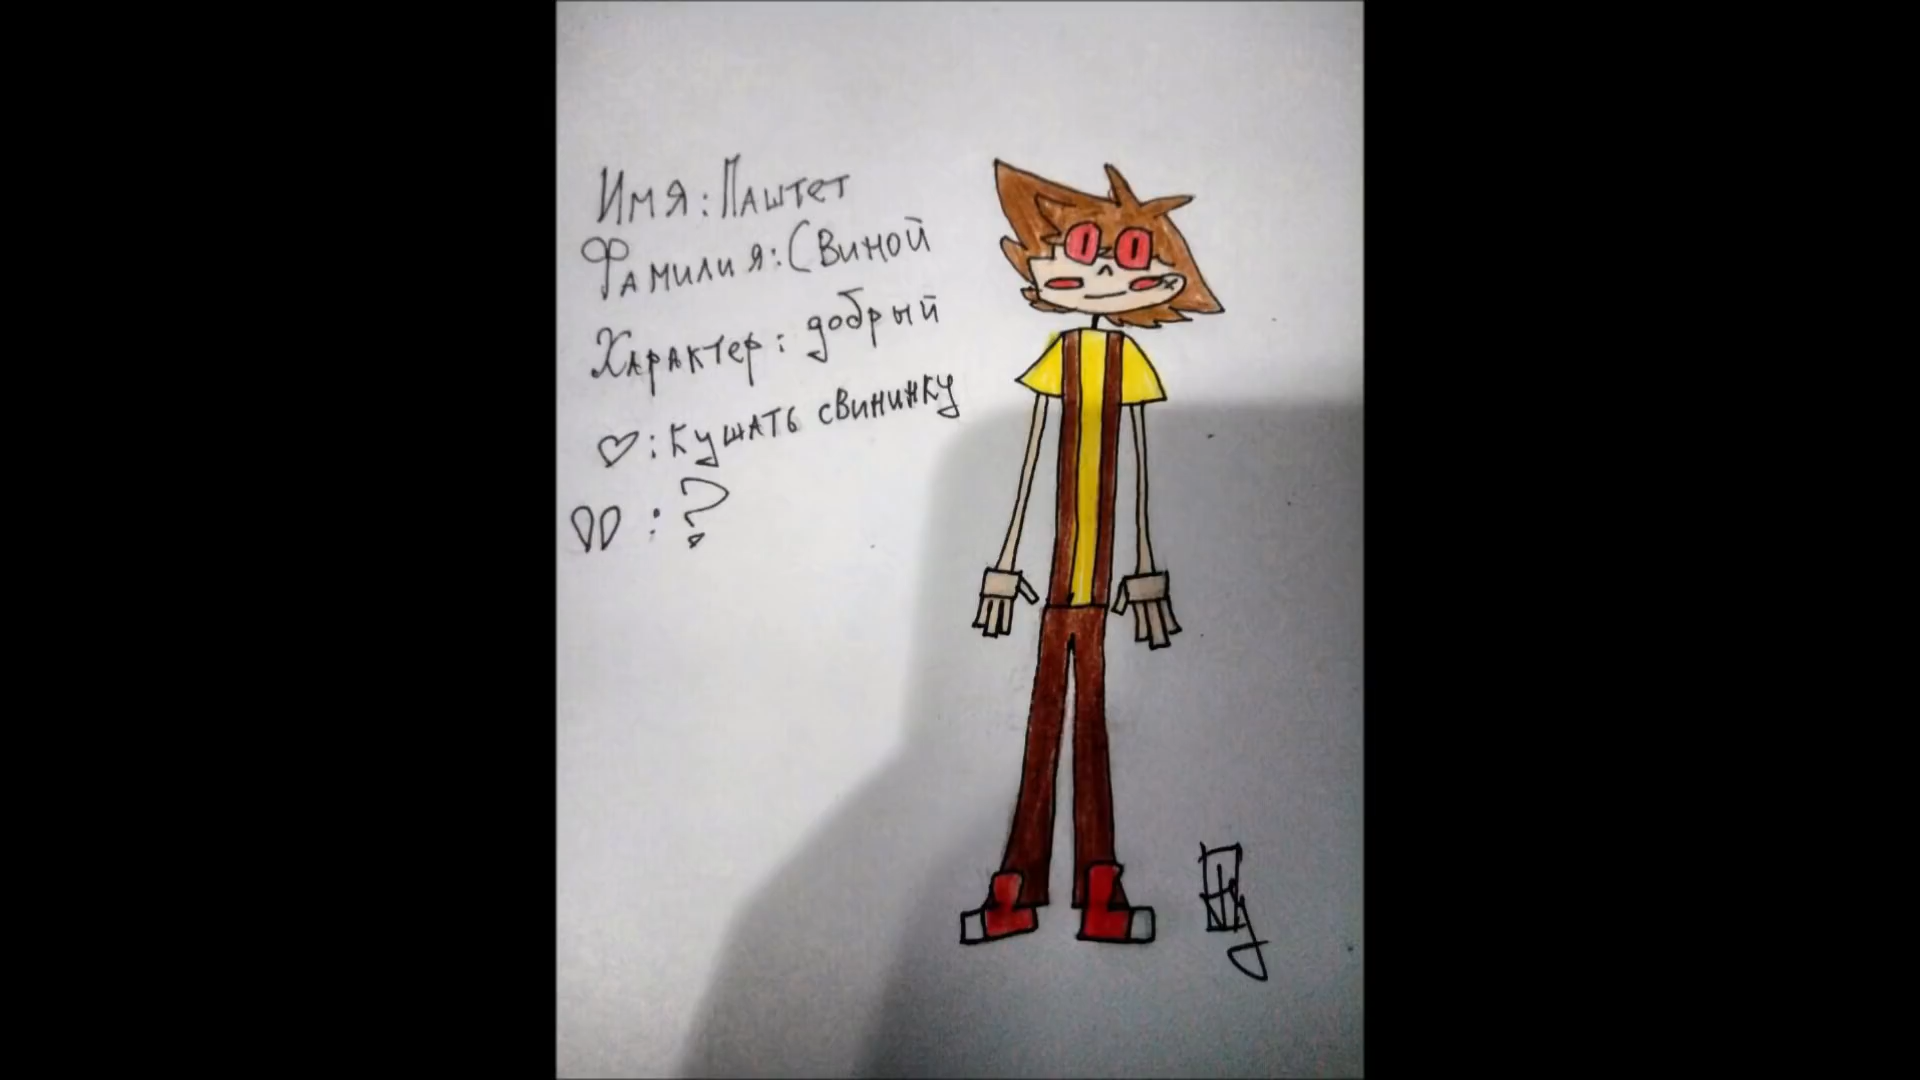 Имя: Паштет
Фамилия: Свиной
Характер: добрый
♡: кушать свининку
: ?